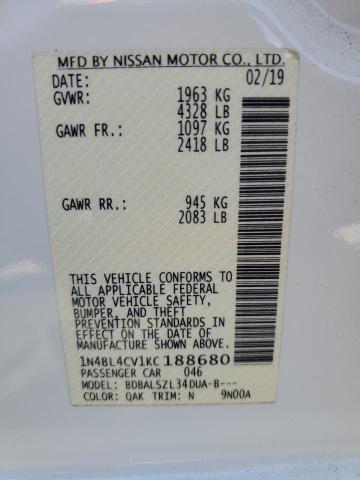 MFD BY NISSAN MOTOR CO., LTD.
DATE: 02/19
GVWR: 1963 KG
4328 LB
GAWR FR.: 1097 KG
2418 LB
GAWR RR.: 945 KG
2083 LB
THIS VEHICLE CONFORMS TO
ALL APPLICABLE FEDERAL
MOTOR VEHICLE SAFETY,
BUMPER, AND THEFT
PREVENTION STANDARDS
IN EFFECT ON THE DATE OF
MANUFACTURE SHOWN ABOVE.
1N4BL4CV1KC188680
PASSENGER CAR 046
MODEL: BDBALSZL34DUA-B---
COLOR: QAK TRIM: N 9N00A